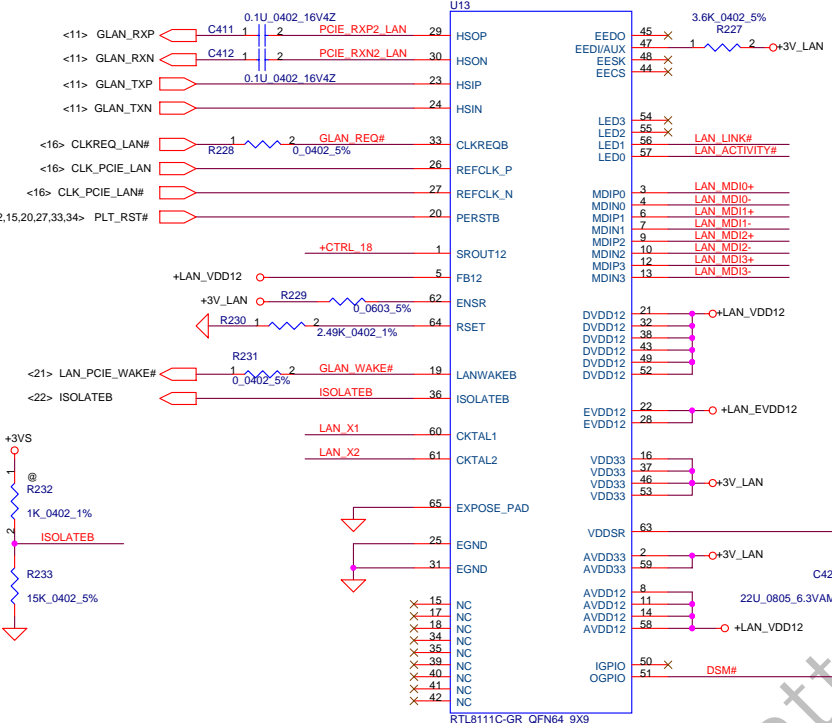 U13
<11> GLAN_RXP C411 1 0.1U_0402_16V4Z 2 PCIE_RXP2_LAN 29 HSOP
<11> GLAN_RXN C412 1 2 PCIE_RXN2_LAN 30 HSON
0.1U_0402_16V4Z
<11> GLAN_TXP 23 HSIP
<11> GLAN_TXN 24 HSIN
<16> CLKREQ_LAN# 1 2 GLAN_REQ# 33 CLKREQB
R228 0_0402_5%
<16> CLK_PCIE_LAN 26 REFCLK_P
<16> CLK_PCIE_LAN# 27 REFCLK_N
2,15,20,27,33,34> PLT_RST# 20 PERSTB
+CTRL_18 1 SROUT12
+LAN_VDD12 5 FB12
+3V_LAN R229 0_0603_5% 62 ENSR
R230 1 2 2.49K_0402_1% 64 RSET
R231
<21> LAN_PCIE_WAKE# 1 2 GLAN_WAKE# 19 LANWAKEB
0_0402_5%
<22> ISOLATEB ISOLATEB 36 ISOLATEB
LAN_X1 60 CKTAL1
LAN_X2 61 CKTAL2
65 EXPOSE_PAD
25 EGND
31 EGND
15 NC
17 NC
18 NC
34 NC
35 NC
39 NC
40 NC
41 NC
42 NC
+3VS
1
@
R232
1K_0402_1%
2
ISOLATEB
R233
15K_0402_5%
EEDO 45
EEDI/AUX 47 1 2 +3V_LAN
3.6K_0402_5%
R227
EESK 48
EECS 44
LED3 54
LED2 55
LED1 56 LAN_LINK#
LED0 57 LAN_ACTIVITY#
MDIP0 3 LAN_MDI0+
MDIN0 4 LAN_MDI0-
MDIP1 6 LAN_MDI1+
MDIN1 7 LAN_MDI1-
MDIP2 9 LAN_MDI2+
MDIN2 10 LAN_MDI2-
MDIP3 12 LAN_MDI3+
MDIN3 13 LAN_MDI3-
DVDD12 21 +LAN_VDD12
DVDD12 32
DVDD12 38
DVDD12 43
DVDD12 49
DVDD12 52
EVDD12 22 +LAN_EVDD12
EVDD12 28
VDD33 16
VDD33 37
VDD33 46 +3V_LAN
VDD33 53
VDDSR 63
AVDD33 2 +3V_LAN
AVDD33 59
C42
AVDD12 8
AVDD12 11 22U_0805_6.3VAM
AVDD12 14
AVDD12 58 +LAN_VDD12
IGPIO 50
OGPIO 51 DSM#
RTL8111C-GR_QFN64_9X9